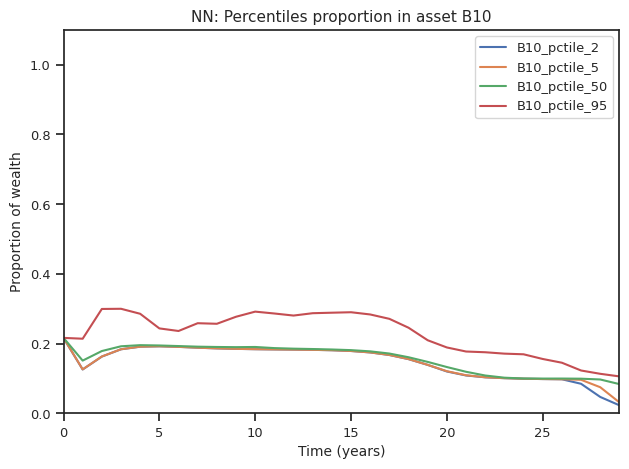 NN: Percentiles proportion in asset B10
B10_pctile_2
B10_pctile_5
B10_pctile_50
B10_pctile_95
Proportion of wealth
1.0
0.8
0.6
0.4
0.2
0.0
0 5 10 15 20 25
Time (years)